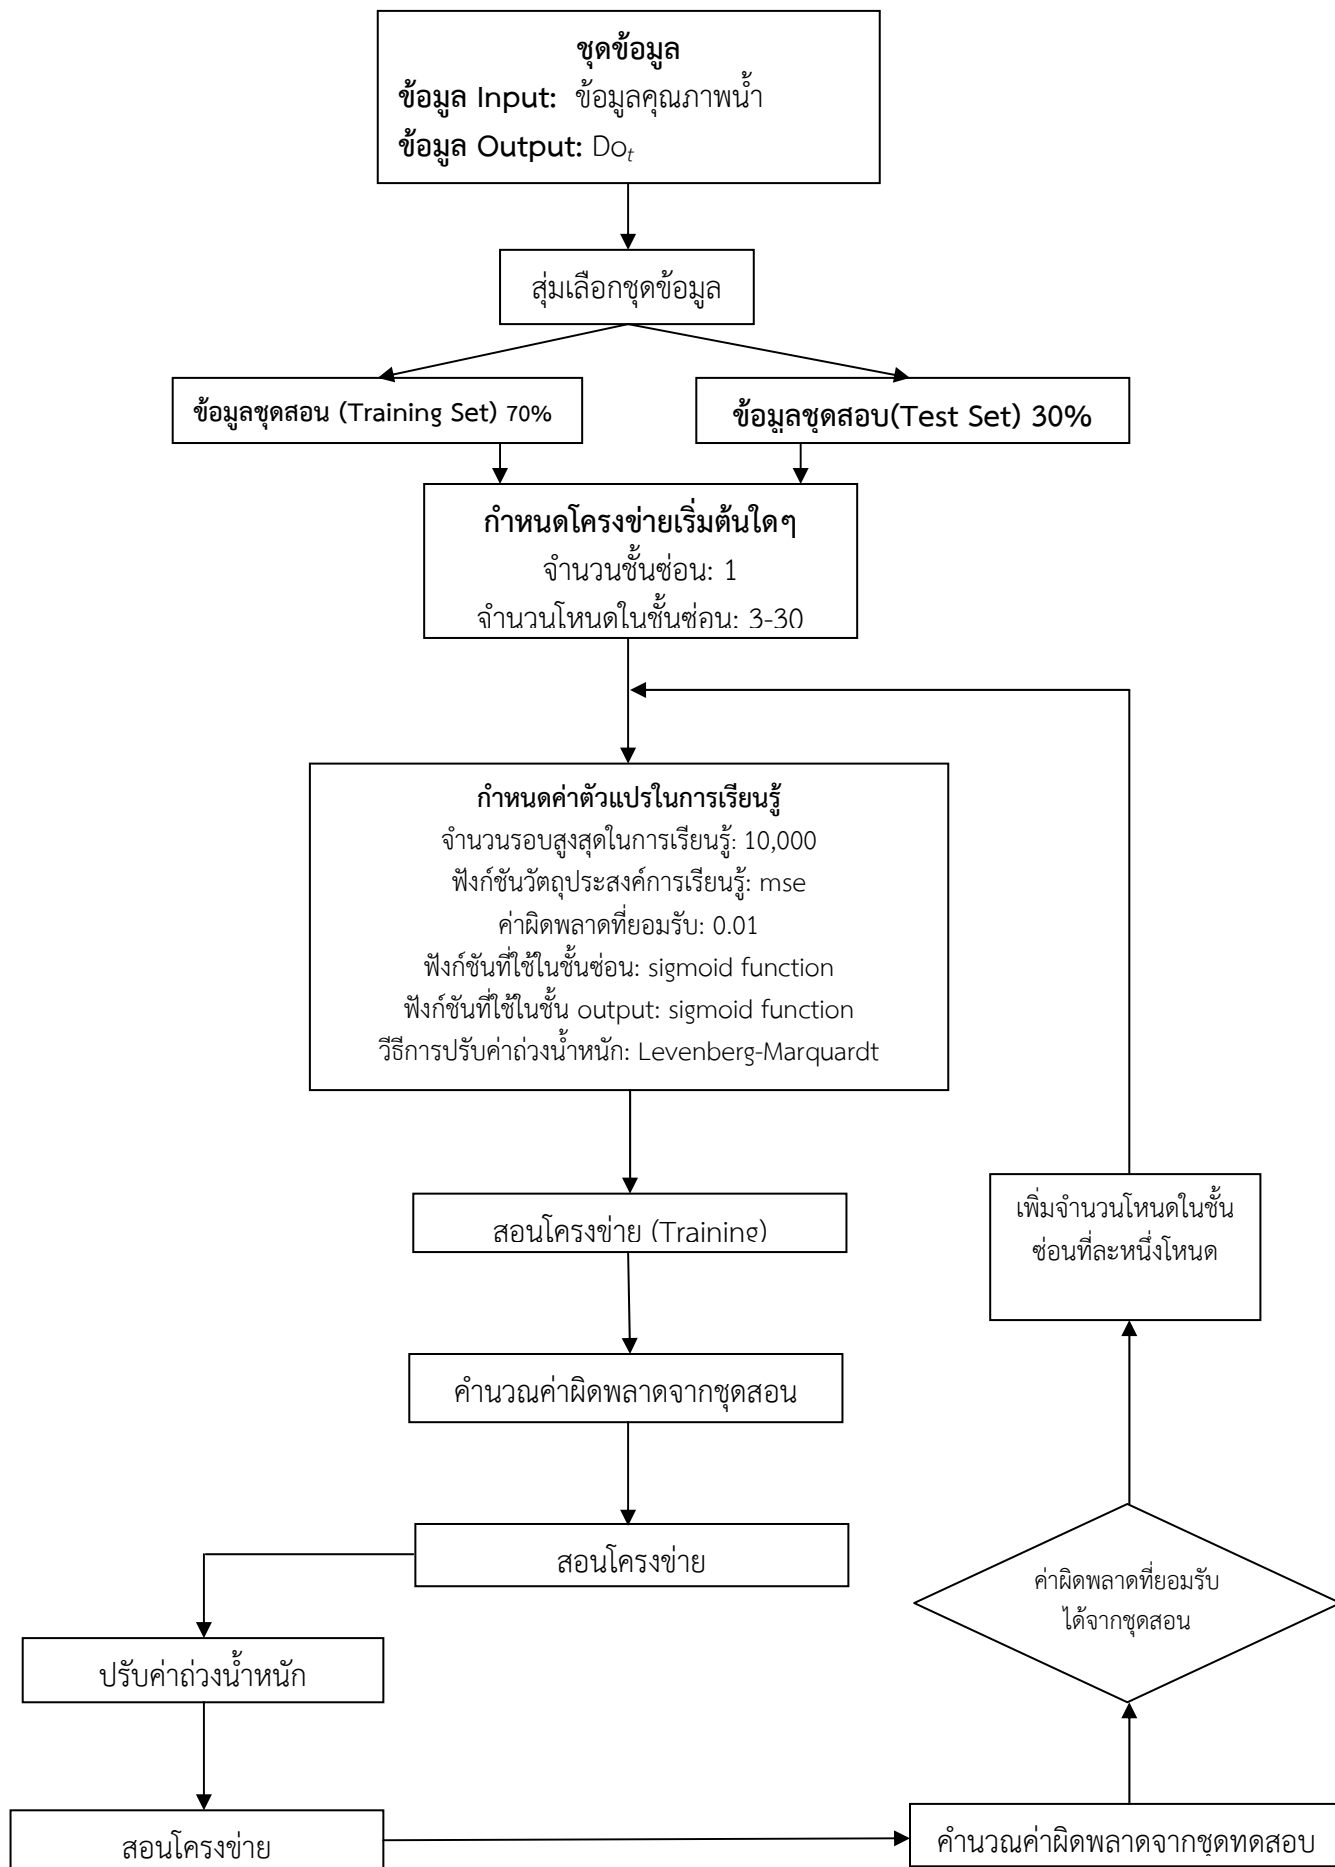 ชุดข้อมูล
ข้อมูล Input: ข้อมูลคุณภาพน้ำ
ข้อมูล Output: Do_t
สุ่มเลือกชุดข้อมูล
ข้อมูลชุดสอน (Training Set) 70%
ข้อมูลชุดสอบ(Test Set) 30%
กำหนดโครงข่ายเริ่มต้นใดๆ
จำนวนชั้นซ่อน: 1
จำนวนโหนดในชั้นซ่อน: 3-30
กำหนดค่าตัวแปรในการเรียนรู้
จำนวนรอบสูงสุดในการเรียนรู้: 10,000
ฟังก์ชันวัตถุประสงค์การเรียนรู้: mse
ค่าผิดพลาดที่ยอมรับ: 0.01
ฟังก์ชันที่ใช้ในชั้นซ่อน: sigmoid function
ฟังก์ชันที่ใช้ในชั้น output: sigmoid function
วีธีการปรับค่าถ่วงน้ำหนัก: Levenberg-Marquardt
สอนโครงข่าย (Training)
เพิ่มจำนวนโหนดในชั้น
ซ่อนที่ละหนึ่งโหนด
คำนวณค่าผิดพลาดจากชุดสอน
สอนโครงข่าย
ค่าผิดพลาดที่ยอมรับ
ได้จากชุดสอน
ปรับค่าถ่วงน้ำหนัก
สอนโครงข่าย
คำนวณค่าผิดพลาดจากชุดทดสอบ